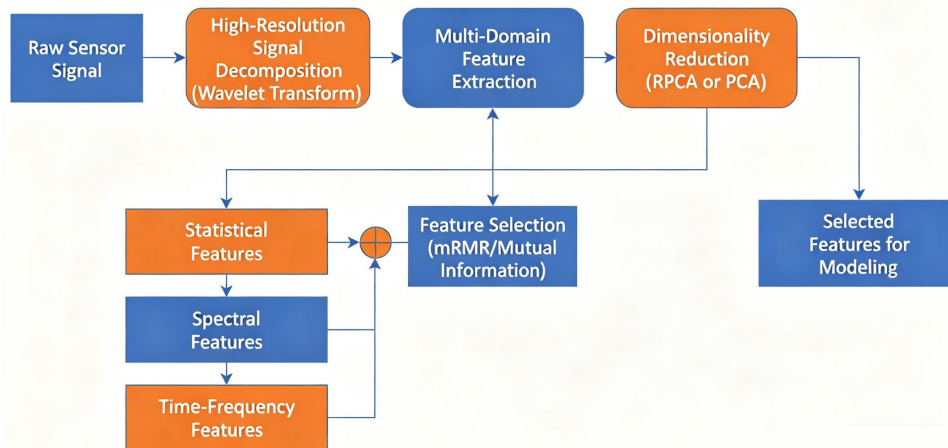 Raw Sensor
Signal
High-Resolution
Signal
Decomposition
(Wavelet Transform)
Multi-Domain
Feature
Extraction
Dimensionality
Reduction
(RPCA or PCA)
Statistical
Features
Feature Selection
(mRMR/Mutual
Information)
Selected
Features for
Modeling
Spectral
Features
Time-Frequency
Features